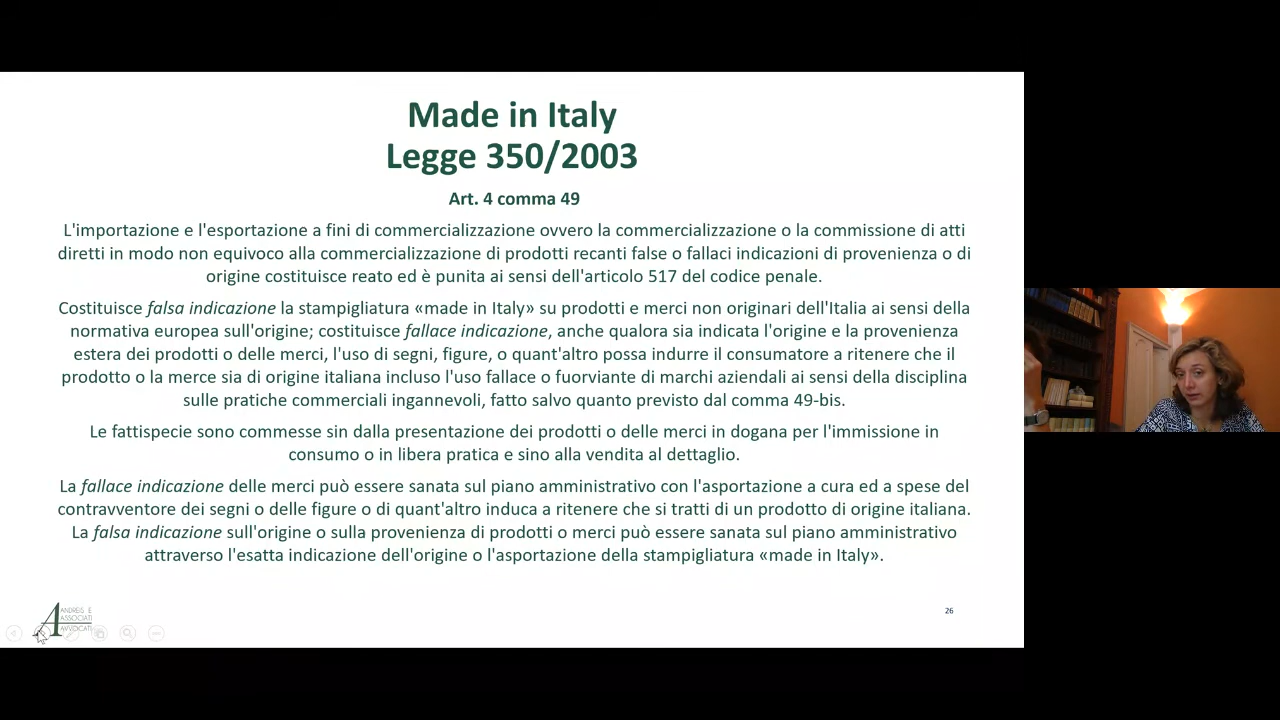 Made in Italy
Legge 350/2003
Art. 4 comma 49
L'importazione e l'esportazione a fini di commercializzazione ovvero la commercializzazione o la commissione di atti
diretti in modo non equivoco alla commercializzazione di prodotti recanti false o fallaci indicazioni di provenienza o di
origine costituisce reato ed è punita ai sensi dell'articolo 517 del codice penale.
Costituisce falsa indicazione la stampigliatura «made in Italy» su prodotti e merci non originari dell'Italia ai sensi della
normativa europea sull'origine; costituisce fallace indicazione, anche qualora sia indicata l'origine e la provenienza
estera dei prodotti o delle merci, l'uso di segni, figure, o quant'altro possa indurre il consumatore a ritenere che il
prodotto o la merce sia di origine italiana incluso l'uso fallace o fuorviante di marchi aziendali ai sensi della disciplina
sulle pratiche commerciali ingannevoli, fatto salvo quanto previsto dal comma 49-bis.
Le fattispecie sono commesse sin dalla presentazione dei prodotti o delle merci in dogana per l'immissione in
consumo o in libera pratica e sino alla vendita al dettaglio.
La fallace indicazione delle merci può essere sanata sul piano amministrativo con l'asportazione a cura ed a spese del
contravventore dei segni o delle figure o di quant'altro induca a ritenere che si tratti di un prodotto di origine italiana.
La falsa indicazione sull'origine o sulla provenienza di prodotti o merci può essere sanata sul piano amministrativo
attraverso l'esatta indicazione dell'origine o l'asportazione della stampigliatura «made in Italy».
ANDREIS E
ASSOCIATI
AVVOCATI
26